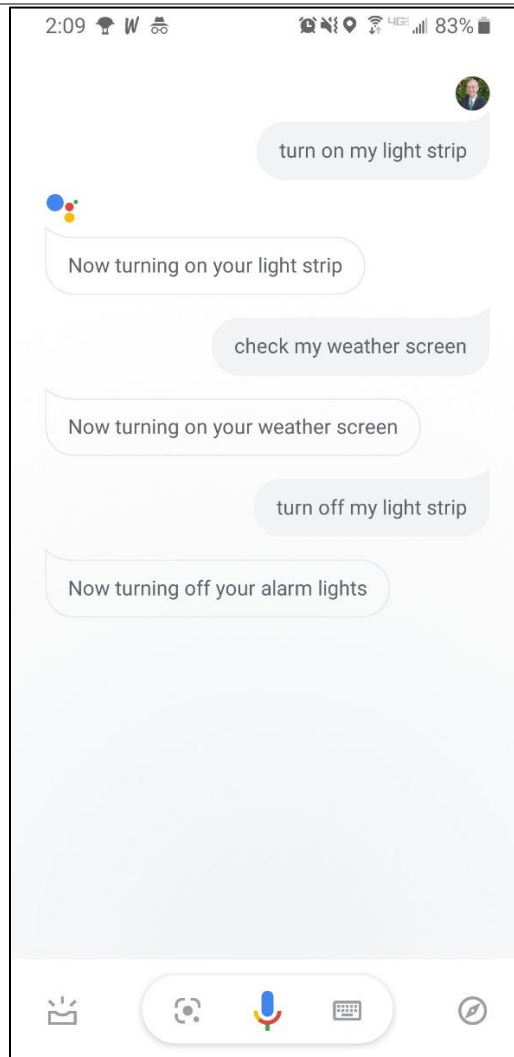 2:09 W 4GE 83%
turn on my light strip
Now turning on your light strip
check my weather screen
Now turning on your weather screen
turn off my light strip
Now turning off your alarm lights